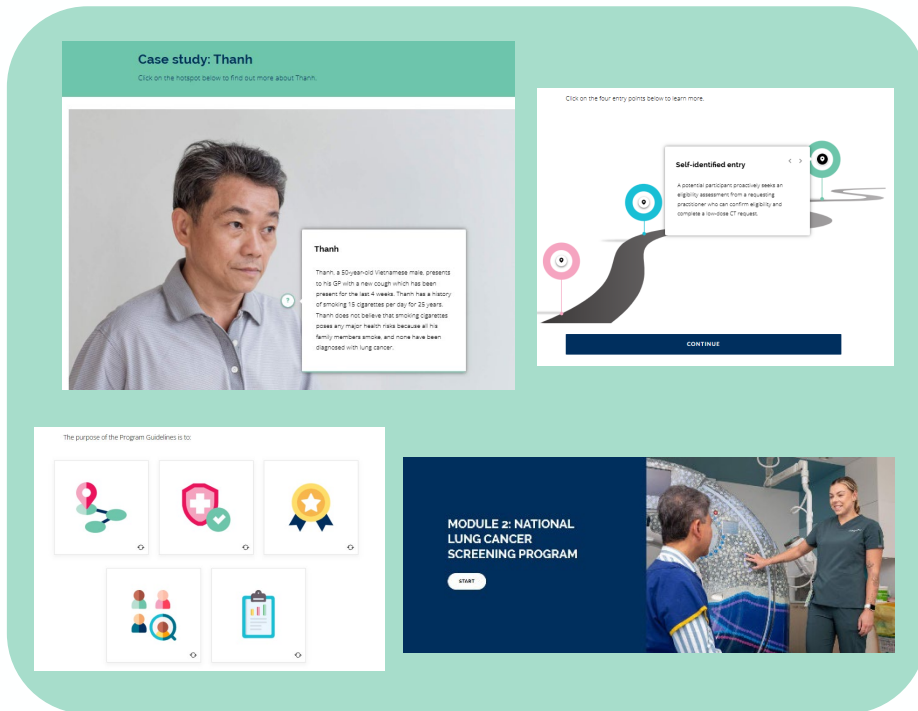 Case study: Thanh
Click on the hotspot below to find out more about Thanh.
?
Thanh
Thanh, a 50-year-old Vietnamese male, presents
to his GP with a new cough which has been
present for the last 4 weeks. Thanh has a history
of smoking 15 cigarettes per day for 25 years.
Thanh does not believe that smoking cigarettes
poses any major health risks because all his
family members smoke, and none have been
diagnosed with lung cancer.
Click on the four entry points below to learn more.
Self-identified entry
A potential participant proactively seeks an
eligibility assessment from a requesting
practitioner who can confirm eligibility and
complete a low-dose CT request.
CONTINUE
The purpose of the Program Guidelines is to:
MODULE 2: NATIONAL
LUNG CANCER
SCREENING PROGRAM
START